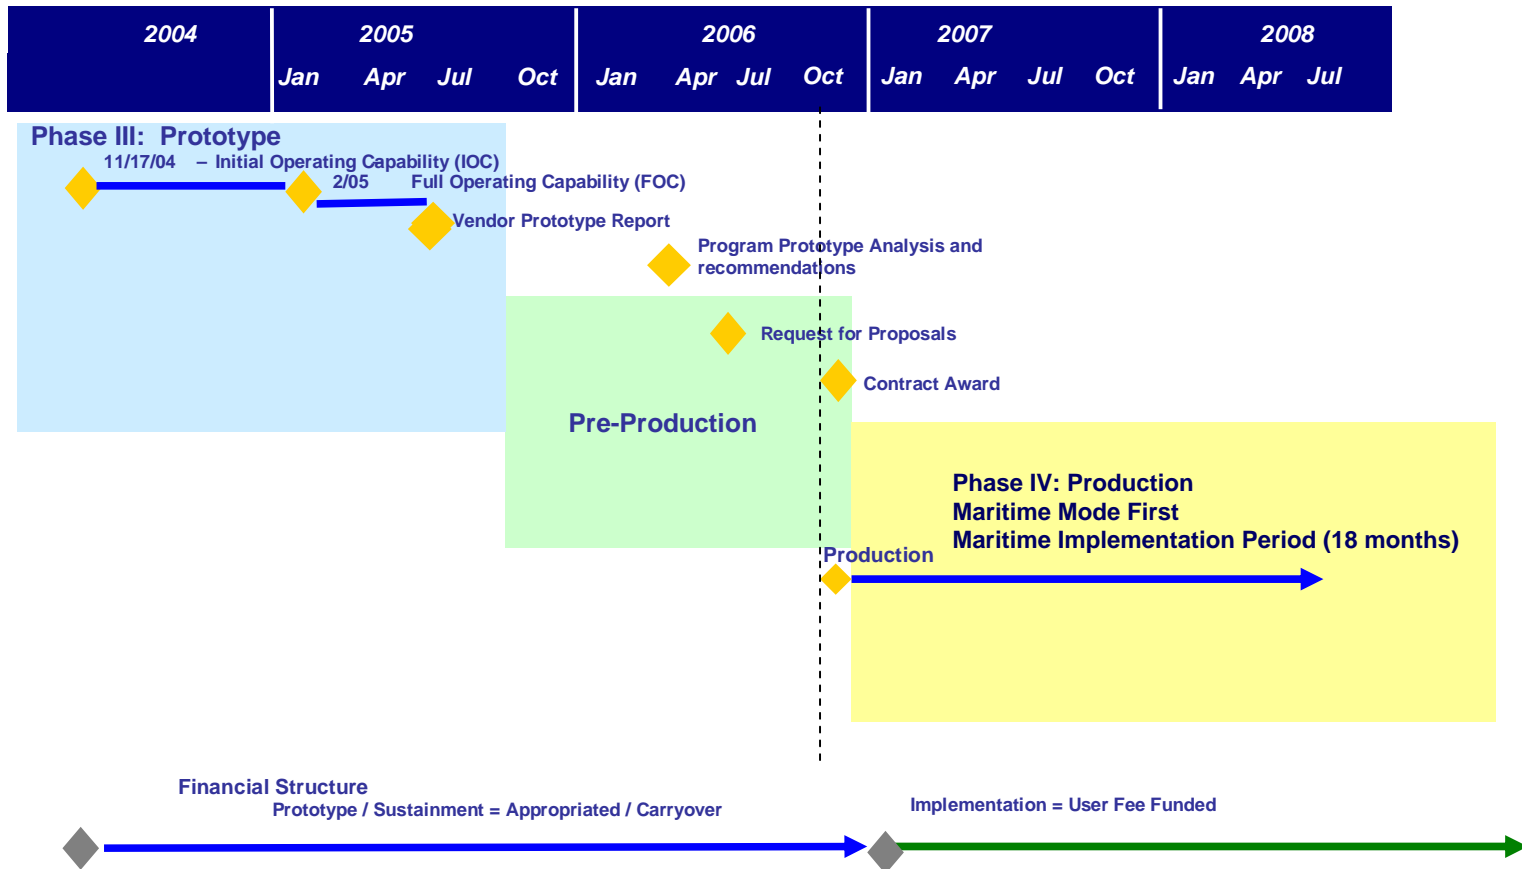 2004 2005 2006 2007 2008
Jan Apr Jul Oct Jan Apr Jul Oct Jan Apr Jul Oct Jan Apr Jul
Phase III: Prototype
11/17/04 – Initial Operating Capability (IOC)
2/05 Full Operating Capability (FOC)
Vendor Prototype Report
Program Prototype Analysis and
recommendations
Request for Proposals
Contract Award
Pre-Production
Phase IV: Production
Maritime Mode First
Maritime Implementation Period (18 months)
Production
Financial Structure
Prototype / Sustainment = Appropriated / Carryover
Implementation = User Fee Funded